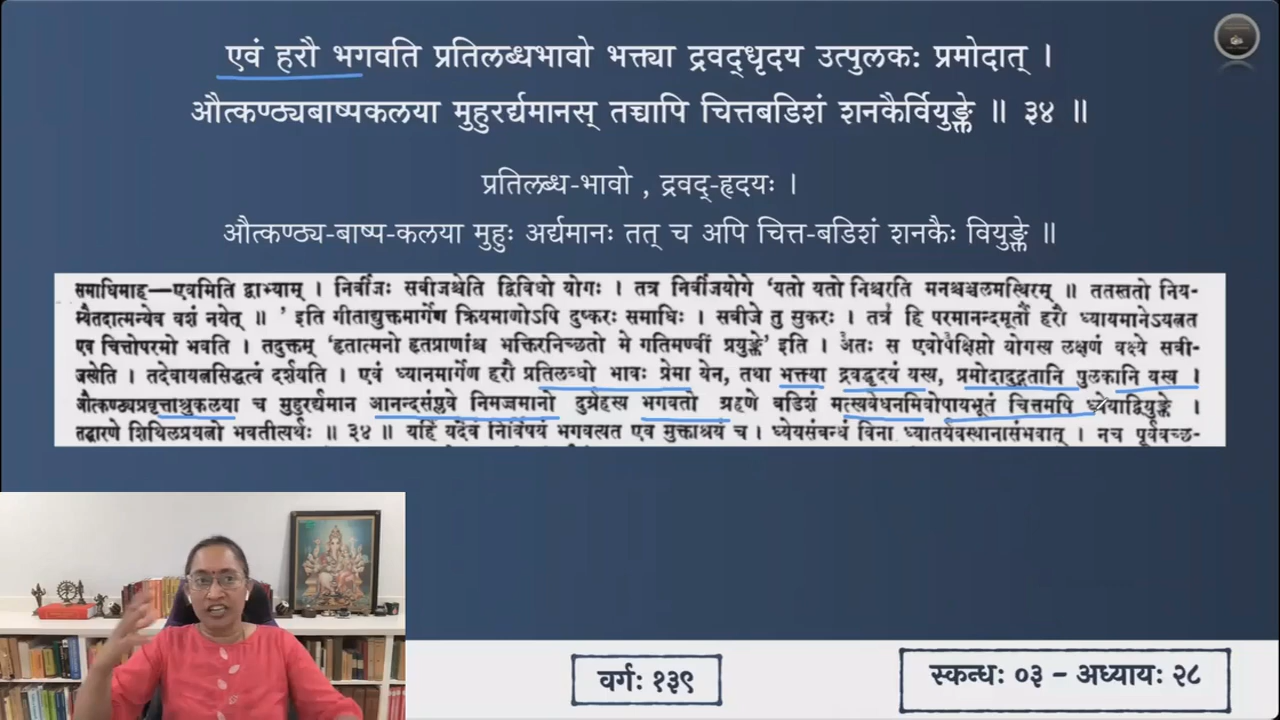 एवं हरौ भगवति प्रतिलब्धभावो भक्त्या द्रवद्धृदय उत्पुलकः प्रमोदात् ।
औत्कण्ठ्यबाष्पकलया मुहुरर्द्यमानस् तच्चापि चित्तबडिशं शनकैर्वियुङ्क्ते ॥ ३४ ॥
प्रतिलब्ध-भावो , द्रवद्-हृदयः ।
औत्कण्ठ्य-बाष्प-कलया मुहुः अर्द्यमानः तत् च अपि चित्त-बडिशं शनकैः वियुङ्क्ते ॥
समाधिमाह—एवमिति द्वाभ्याम् । निर्बीजः सबीजश्चेति द्विविधो योगः । तत्र निर्बीजयोगे 'यतो यतो निश्चरति मनश्चञ्चलमस्थिरम् ॥ ततस्ततो निय-
म्यैतदात्मन्येव वशं नयेत् ॥ ' इति गीताद्युक्तमार्गेण क्रियमाणोऽपि दुष्करः समाधिः । सबीजे तु सुकरः । तत्र हि परमानन्दमूर्तौ हरौ ध्यायमानेऽयत्नत
एव चित्तोपरमो भवति । तदुक्तम् 'हृतात्मनो हृतप्राणांश्च भक्तिरनिच्छतो मे गतिमण्वीं प्रयुङ्क्ते' इति । अतः स एवोपक्षिप्तो योगस्य लक्षणं वक्ष्ये सबी-
जस्येति । तदेवायत्नसिद्धत्वं दर्शयति । एवं ध्यानमार्गेण हरौ प्रतिलब्धो भावः प्रेमा येन, तथा भक्त्या द्रवद्धृदयं यस्य, प्रमोदादुद्गतानि पुलकानि यस्य ।
औत्कण्ठ्यप्रवृत्ताश्रुकलया च मुहुरर्द्यमान आनन्दसंप्लवे निमज्जमानो दुर्ग्रहस्य भगवतो ग्रहणे बडिशं मत्स्यवेधनमिवोपायभूतं चित्तमपि ध्येयाद्वियुङ्क्ते ।
तद्धारणे शिथिलप्रयत्नो भवतीत्यर्थः ॥ ३४ ॥ यर्हि यदैवं निर्विषयं भगवत्यत एव मुक्ताश्रयं च । ध्येयसंबन्धं विना ध्यातर्यवस्थानासंभवात् । नच पूर्ववच्छ-
वर्गः १३९
स्कन्धः ०३ - अध्यायः २८